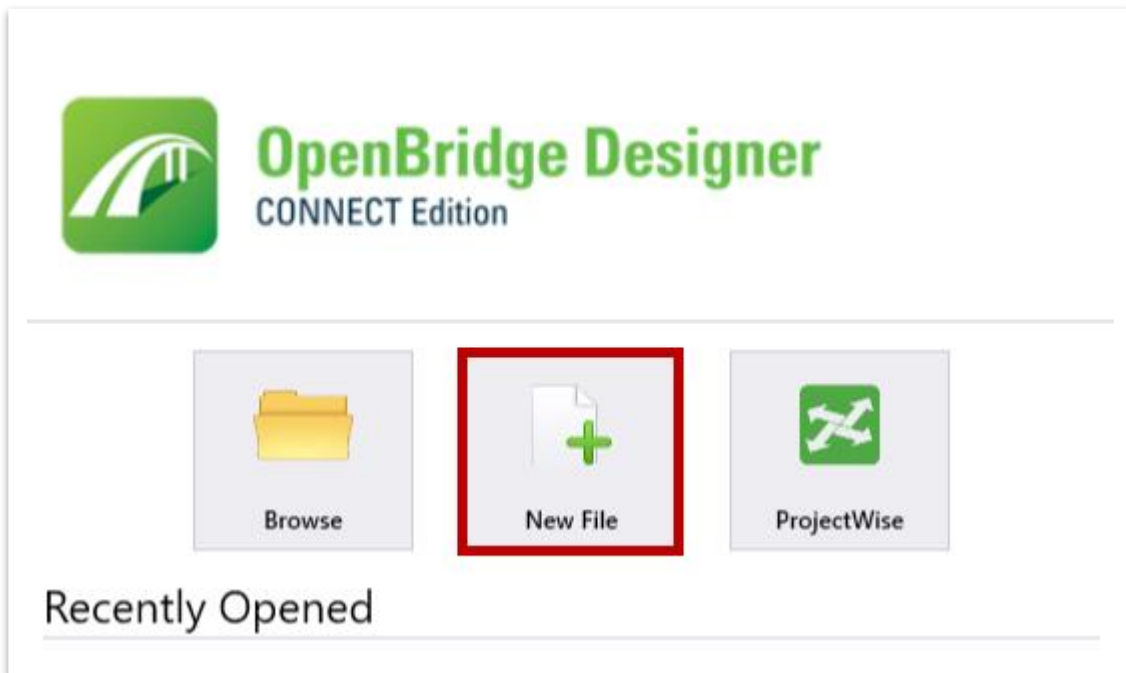 OpenBridge Designer
CONNECT Edition
Browse
New File
ProjectWise
Recently Opened